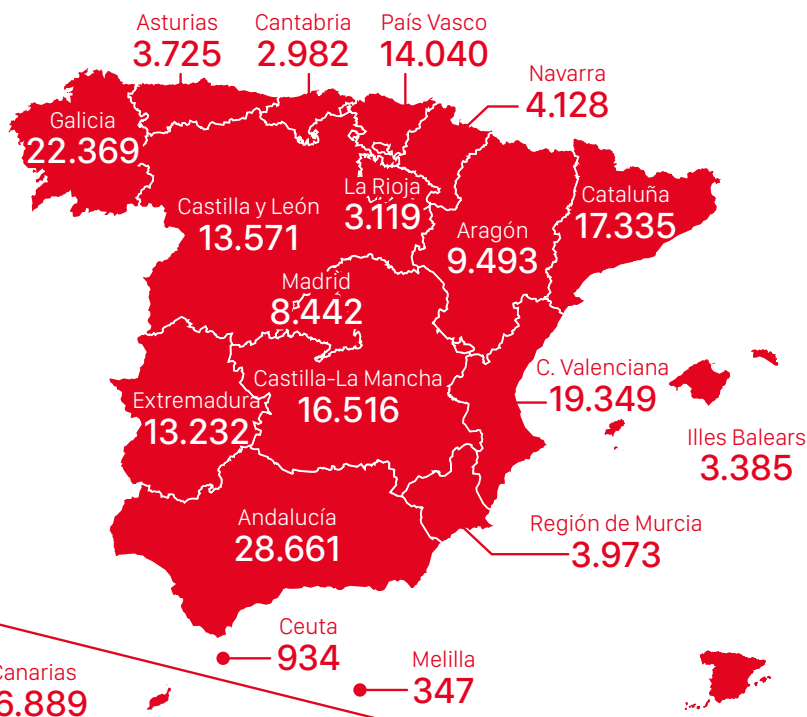 Asturias
3.725
Cantabria
2.982
País Vasco
14.040
Navarra
4.128
Galicia
22.369
La Rioja
3.119
Cataluña
17.335
Castilla y León
13.571
Aragón
9.493
Madrid
8.442
C. Valenciana
19.349
Castilla-La Mancha
16.516
Extremadura
13.232
Illes Balears
3.385
Andalucía
28.661
Región de Murcia
3.973
Ceuta
934
Melilla
347
Canarias
6.889